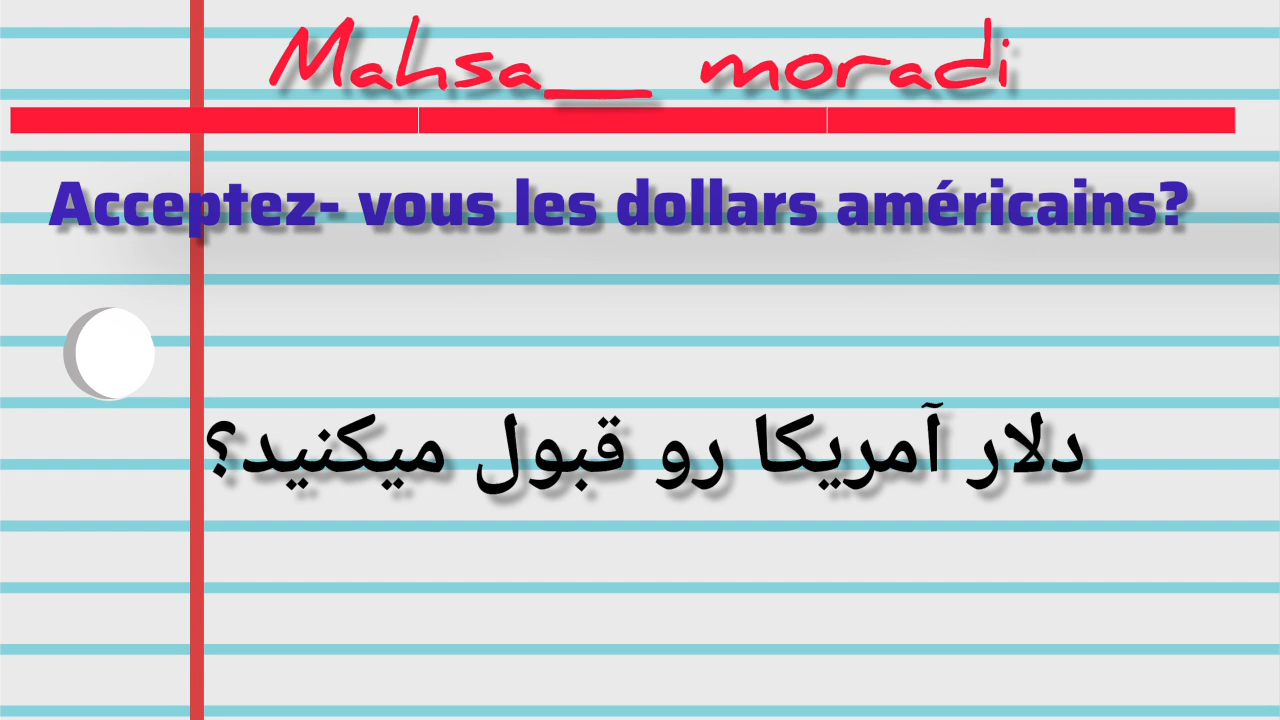 Mahsa__ moradi
Acceptez- vous les dollars américains?
دلار آمریکا رو قبول میکنید؟